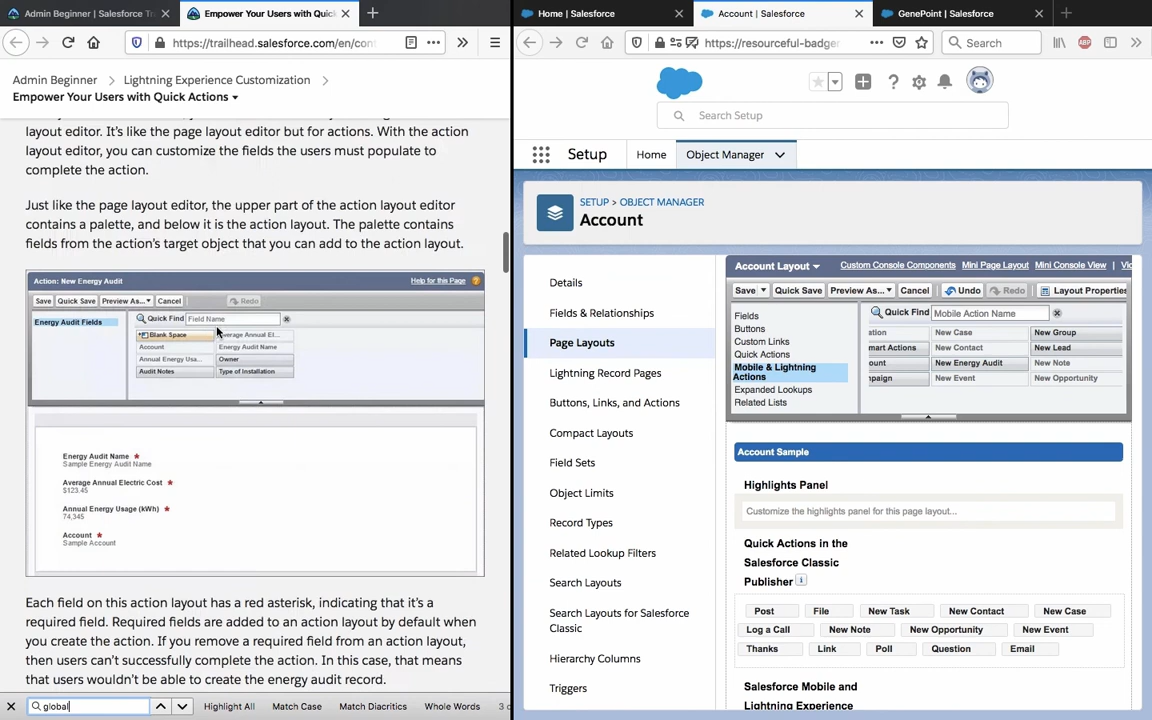 Admin Beginner | Salesforce Tr
Empower Your Users with Quick
https://trailhead.salesforce.com/en/con
Admin Beginner
Lightning Experience Customization
Empower Your Users with Quick Actions
layout editor. It's like the page layout editor but for actions. With the action
layout editor, you can customize the fields the users must populate to
complete the action.
Just like the page layout editor, the upper part of the action layout editor
contains a palette, and below it is the action layout. The palette contains
fields from the action's target object that you can add to the action layout.
Action: New Energy Audit
Help for this Page
Save Quick Save Preview As... Cancel Redo
Energy Audit Fields
Quick Find Field Name
Blank Space Average Annual El...
Account Energy Audit Name
Annual Energy Usa... Owner
Audit Notes Type of Installation
Energy Audit Name *
Sample Energy Audit Name
Average Annual Electric Cost *
$123.45
Annual Energy Usage (kWh) *
74,345
Account *
Sample Account
Each field on this action layout has a red asterisk, indicating that it's a
required field. Required fields are added to an action layout by default when
you create the action. If you remove a required field from an action layout,
then users can't successfully complete the action. In this case, that means
that users wouldn't be able to create the energy audit record.
global
Highlight All Match Case Match Diacritics Whole Words 3 o
Home | Salesforce
Account | Salesforce
GenePoint | Salesforce
https://resourceful-badger
Search
Search Setup
Setup Home Object Manager
SETUP > OBJECT MANAGER
Account
Details
Fields & Relationships
Page Layouts
Lightning Record Pages
Buttons, Links, and Actions
Compact Layouts
Field Sets
Object Limits
Record Types
Related Lookup Filters
Search Layouts
Search Layouts for Salesforce
Classic
Hierarchy Columns
Triggers
Account Layout Custom Console Components Mini Page Layout Mini Console View | Vic
Save Quick Save Preview As... Cancel Undo Redo Layout Properties
Fields
Buttons
Custom Links
Quick Actions
Mobile & Lightning
Actions
Expanded Lookups
Related Lists
Quick Find Mobile Action Name
ation New Case New Group
mart Actions New Contact New Lead
ount New Energy Audit New Note
mpaign New Event New Opportunity
Account Sample
Highlights Panel
Customize the highlights panel for this page layout...
Quick Actions in the
Salesforce Classic
Publisher
Post File New Task New Contact New Case
Log a Call New Note New Opportunity New Event
Thanks Link Poll Question Email
Salesforce Mobile and
Lightning Experience